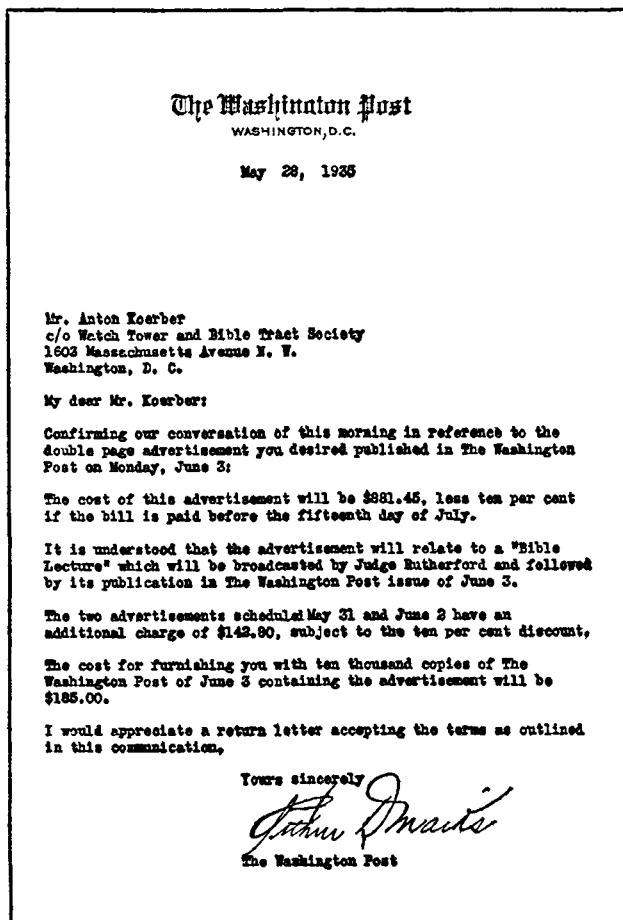 The Washington Post
WASHINGTON, D.C.
May 28, 1935
Mr. Anton Koerber
c/o Watch Tower and Bible Tract Society
1603 Massachusetts Avenue N. W.
Washington, D. C.
My dear Mr. Koerber:
Confirming our conversation of this morning in reference to the
double page advertisement you desired published in The Washington
Post on Monday, June 3:
The cost of this advertisement will be $881.45, less ten per cent
if the bill is paid before the fifteenth day of July.
It is understood that the advertisement will relate to a "Bible
Lecture" which will be broadcasted by Judge Rutherford and followed
by its publication in The Washington Post issue of June 3.
The two advertisements scheduled May 31 and June 2 have an
additional charge of $142.80, subject to the ten per cent discount.
The cost for furnishing you with ten thousand copies of The
Washington Post of June 3 containing the advertisement will be
$185.00.
I would appreciate a return letter accepting the terms as outlined
in this communication.
Yours sincerely
Arthur D Marks
The Washington Post